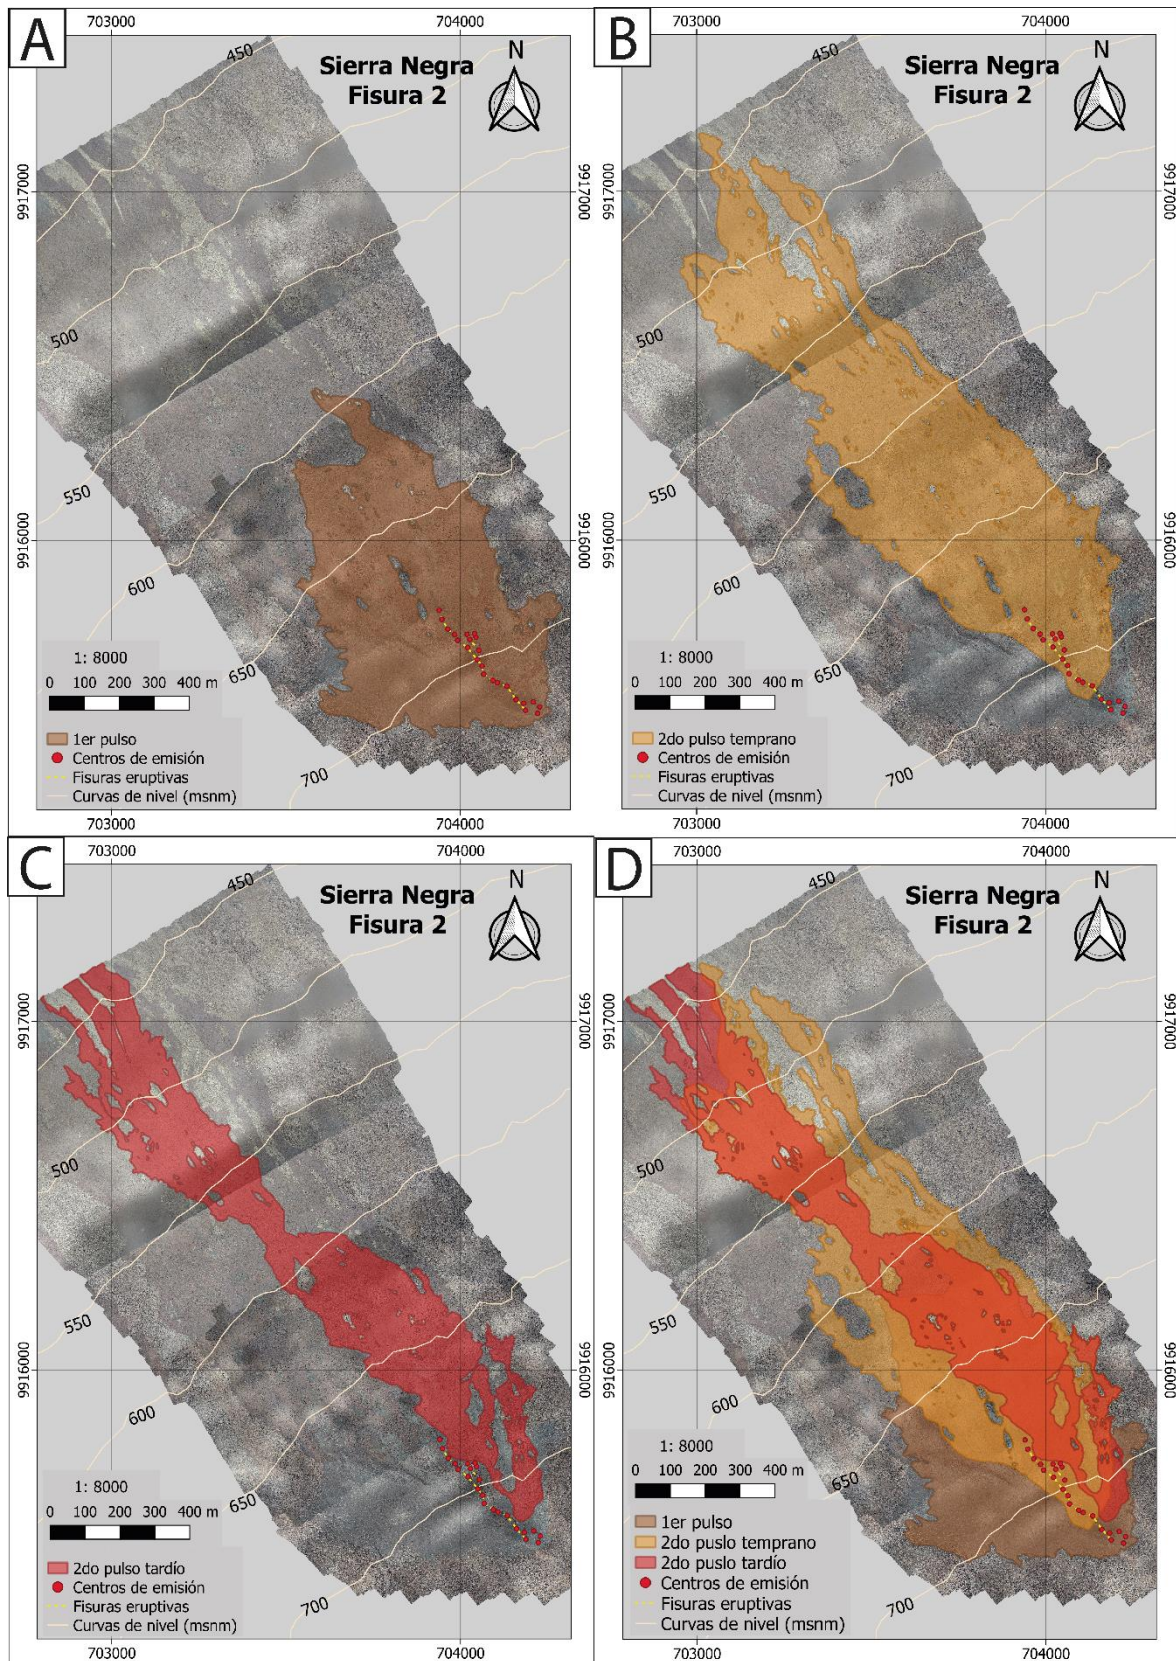 A
703000
704000
450
Sierra Negra
Fisura 2
N
9917000
9917000
500
550
9916000
9916000
600
650
1: 8000
0 100 200 300 400 m
1er pulso
Centros de emisión
Fisuras eruptivas
Curvas de nivel (msnm)
700
703000
704000
B
703000
704000
450
Sierra Negra
Fisura 2
N
9917000
9917000
500
550
9916000
9916000
600
650
1: 8000
0 100 200 300 400 m
2do pulso temprano
Centros de emisión
Fisuras eruptivas
Curvas de nivel (msnm)
700
703000
704000
C
703000
704000
450
Sierra Negra
Fisura 2
N
9917000
9917000
500
550
9916000
9916000
600
650
1: 8000
0 100 200 300 400 m
2do pulso tardío
Centros de emisión
Fisuras eruptivas
Curvas de nivel (msnm)
700
703000
704000
D
703000
704000
450
Sierra Negra
Fisura 2
N
9917000
9917000
500
550
9916000
9916000
600
650
1: 8000
0 100 200 300 400 m
1er pulso
2do puslo temprano
2do puslo tardío
Centros de emisión
Fisuras eruptivas
Curvas de nivel (msnm)
700
703000
704000